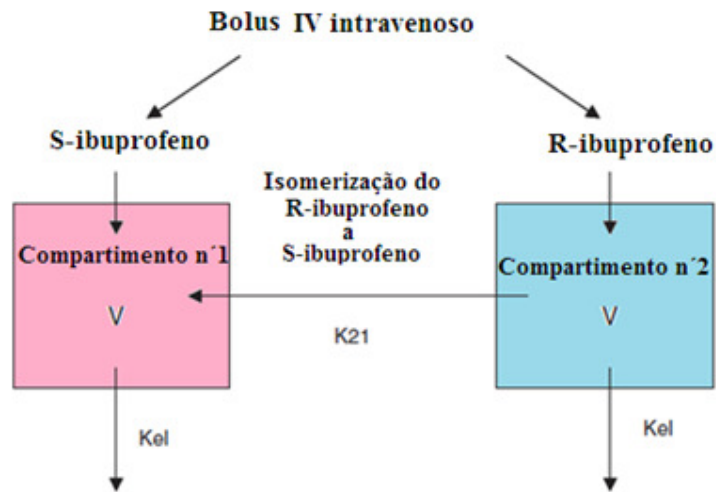 Bolus IV intravenoso
S-ibuprofeno
R-ibuprofeno
Isomerização do
R-ibuprofeno
a
S-ibuprofeno
Compartimento n´1
Compartimento n´2
V
V
K21
Kel
Kel